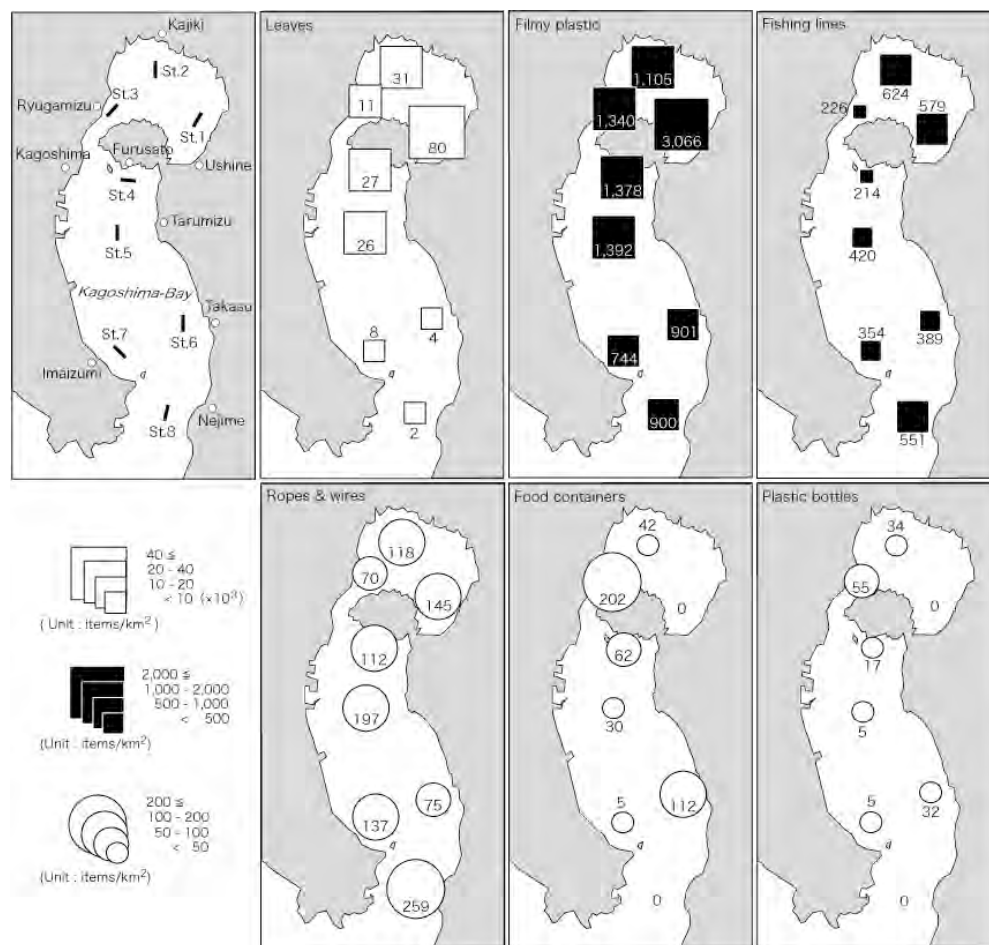 Kajiki
St.2
St.3
Ryugamizu
St.1
Kagoshima
Furusato
Ushine
St.4
Tarumizu
St.5
Kagoshima-Bay
Takasu
St.7
St.6
Imaizumi
Nejime
St.8
Leaves
31
11
80
27
26
8
4
2
Filmy plastic
1,105
1,340
3,066
1,378
1,392
901
744
900
Fishing lines
624
226
579
214
420
354
389
551
40 ≦
20 - 40
10 - 20
< 10 (×10³)
( Unit : items/km²)
2,000 ≦
1,000 - 2,000
500 - 1,000
< 500
(Unit : items/km²)
200 ≦
100 - 200
50 - 100
< 50
(Unit : items/km²)
Ropes & wires
118
70
145
112
197
75
137
259
Food containers
42
202
0
62
30
5
112
0
Plastic bottles
34
55
0
17
5
5
32
0